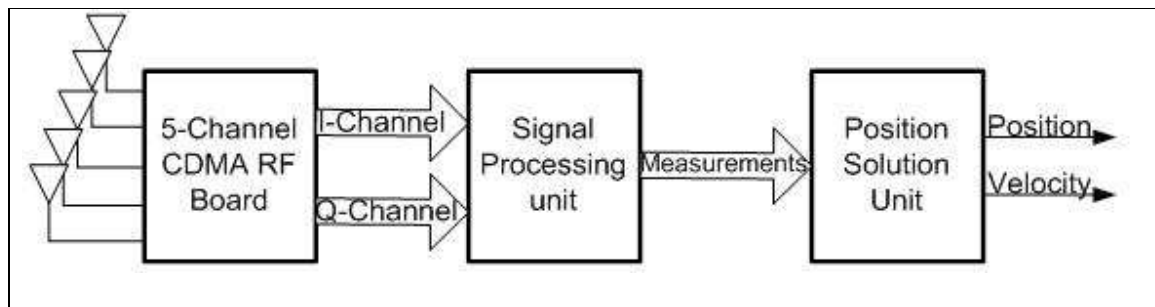 5-Channel
CDMA RF
Board
I-Channel
Q-Channel
Signal
Processing
unit
Measurements
Position
Solution
Unit
Position
Velocity